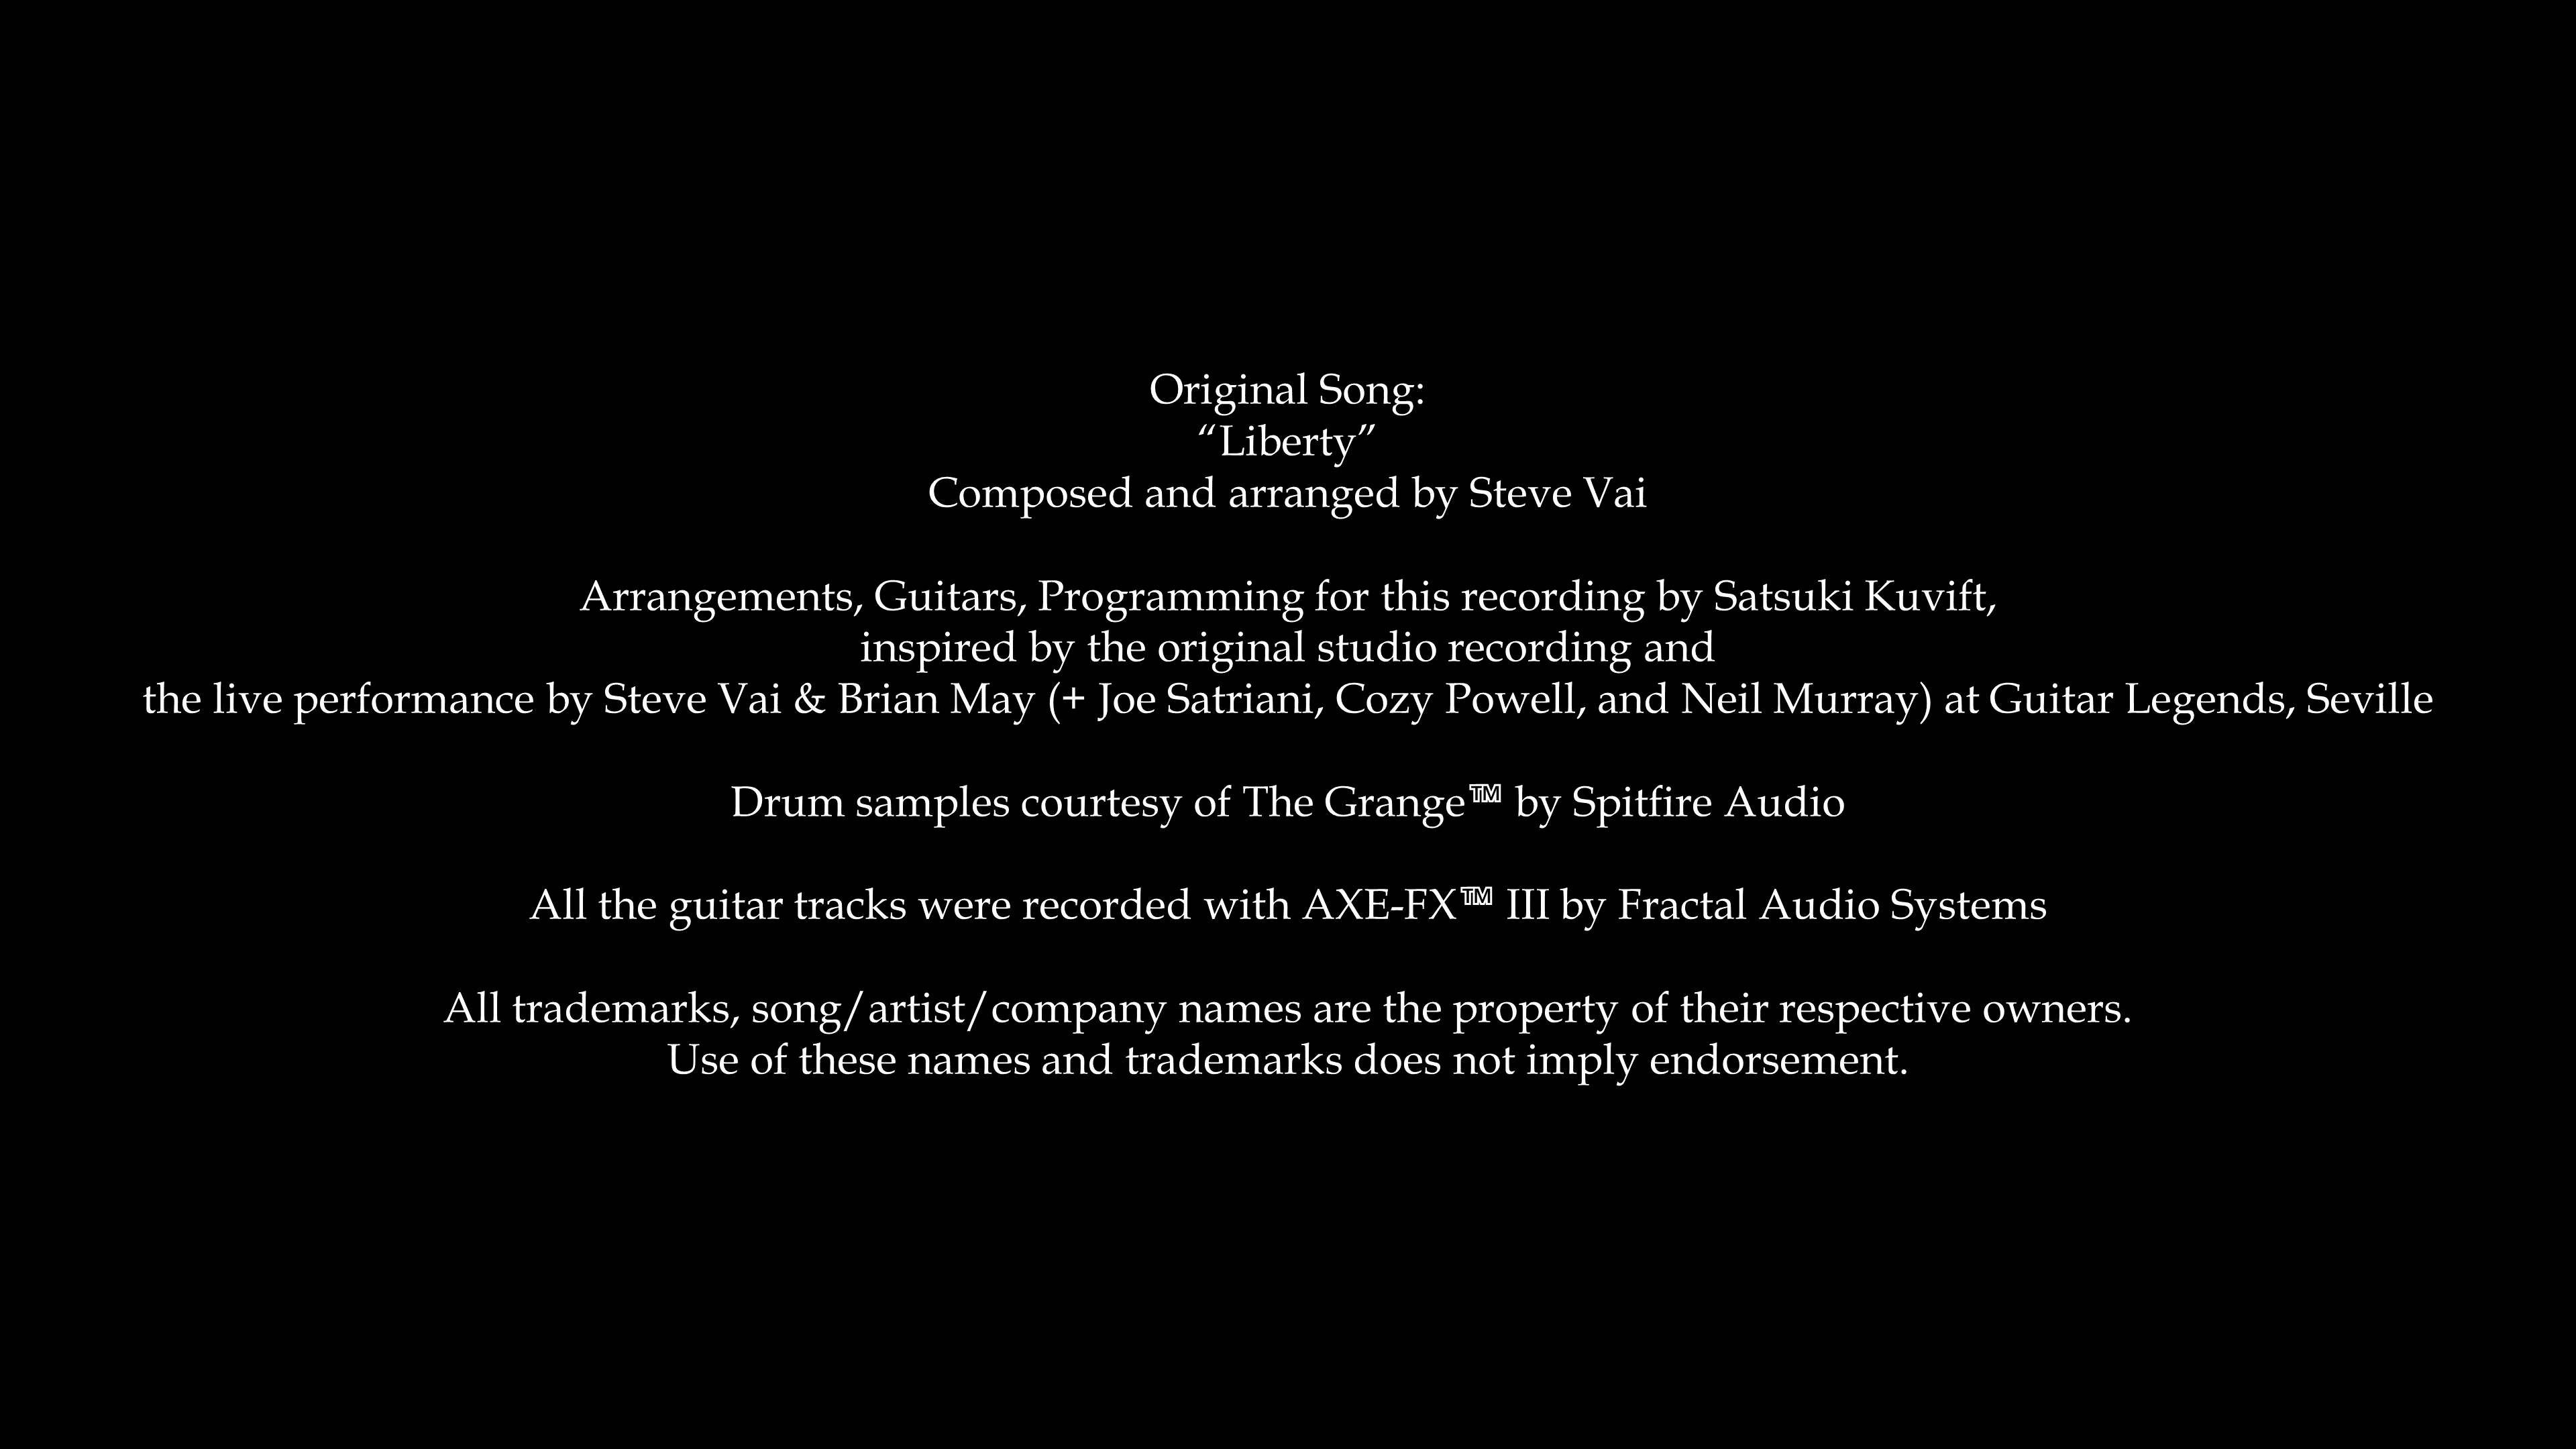 Original Song:
“Liberty”
Composed and arranged by Steve Vai
Arrangements, Guitars, Programming for this recording by Satsuki Kuvift,
inspired by the original studio recording and
the live performance by Steve Vai & Brian May (+ Joe Satriani, Cozy Powell, and Neil Murray) at Guitar Legends, Seville
Drum samples courtesy of The Grange™ by Spitfire Audio
All the guitar tracks were recorded with AXE-FX™ III by Fractal Audio Systems
All trademarks, song/artist/company names are the property of their respective owners.
Use of these names and trademarks does not imply endorsement.